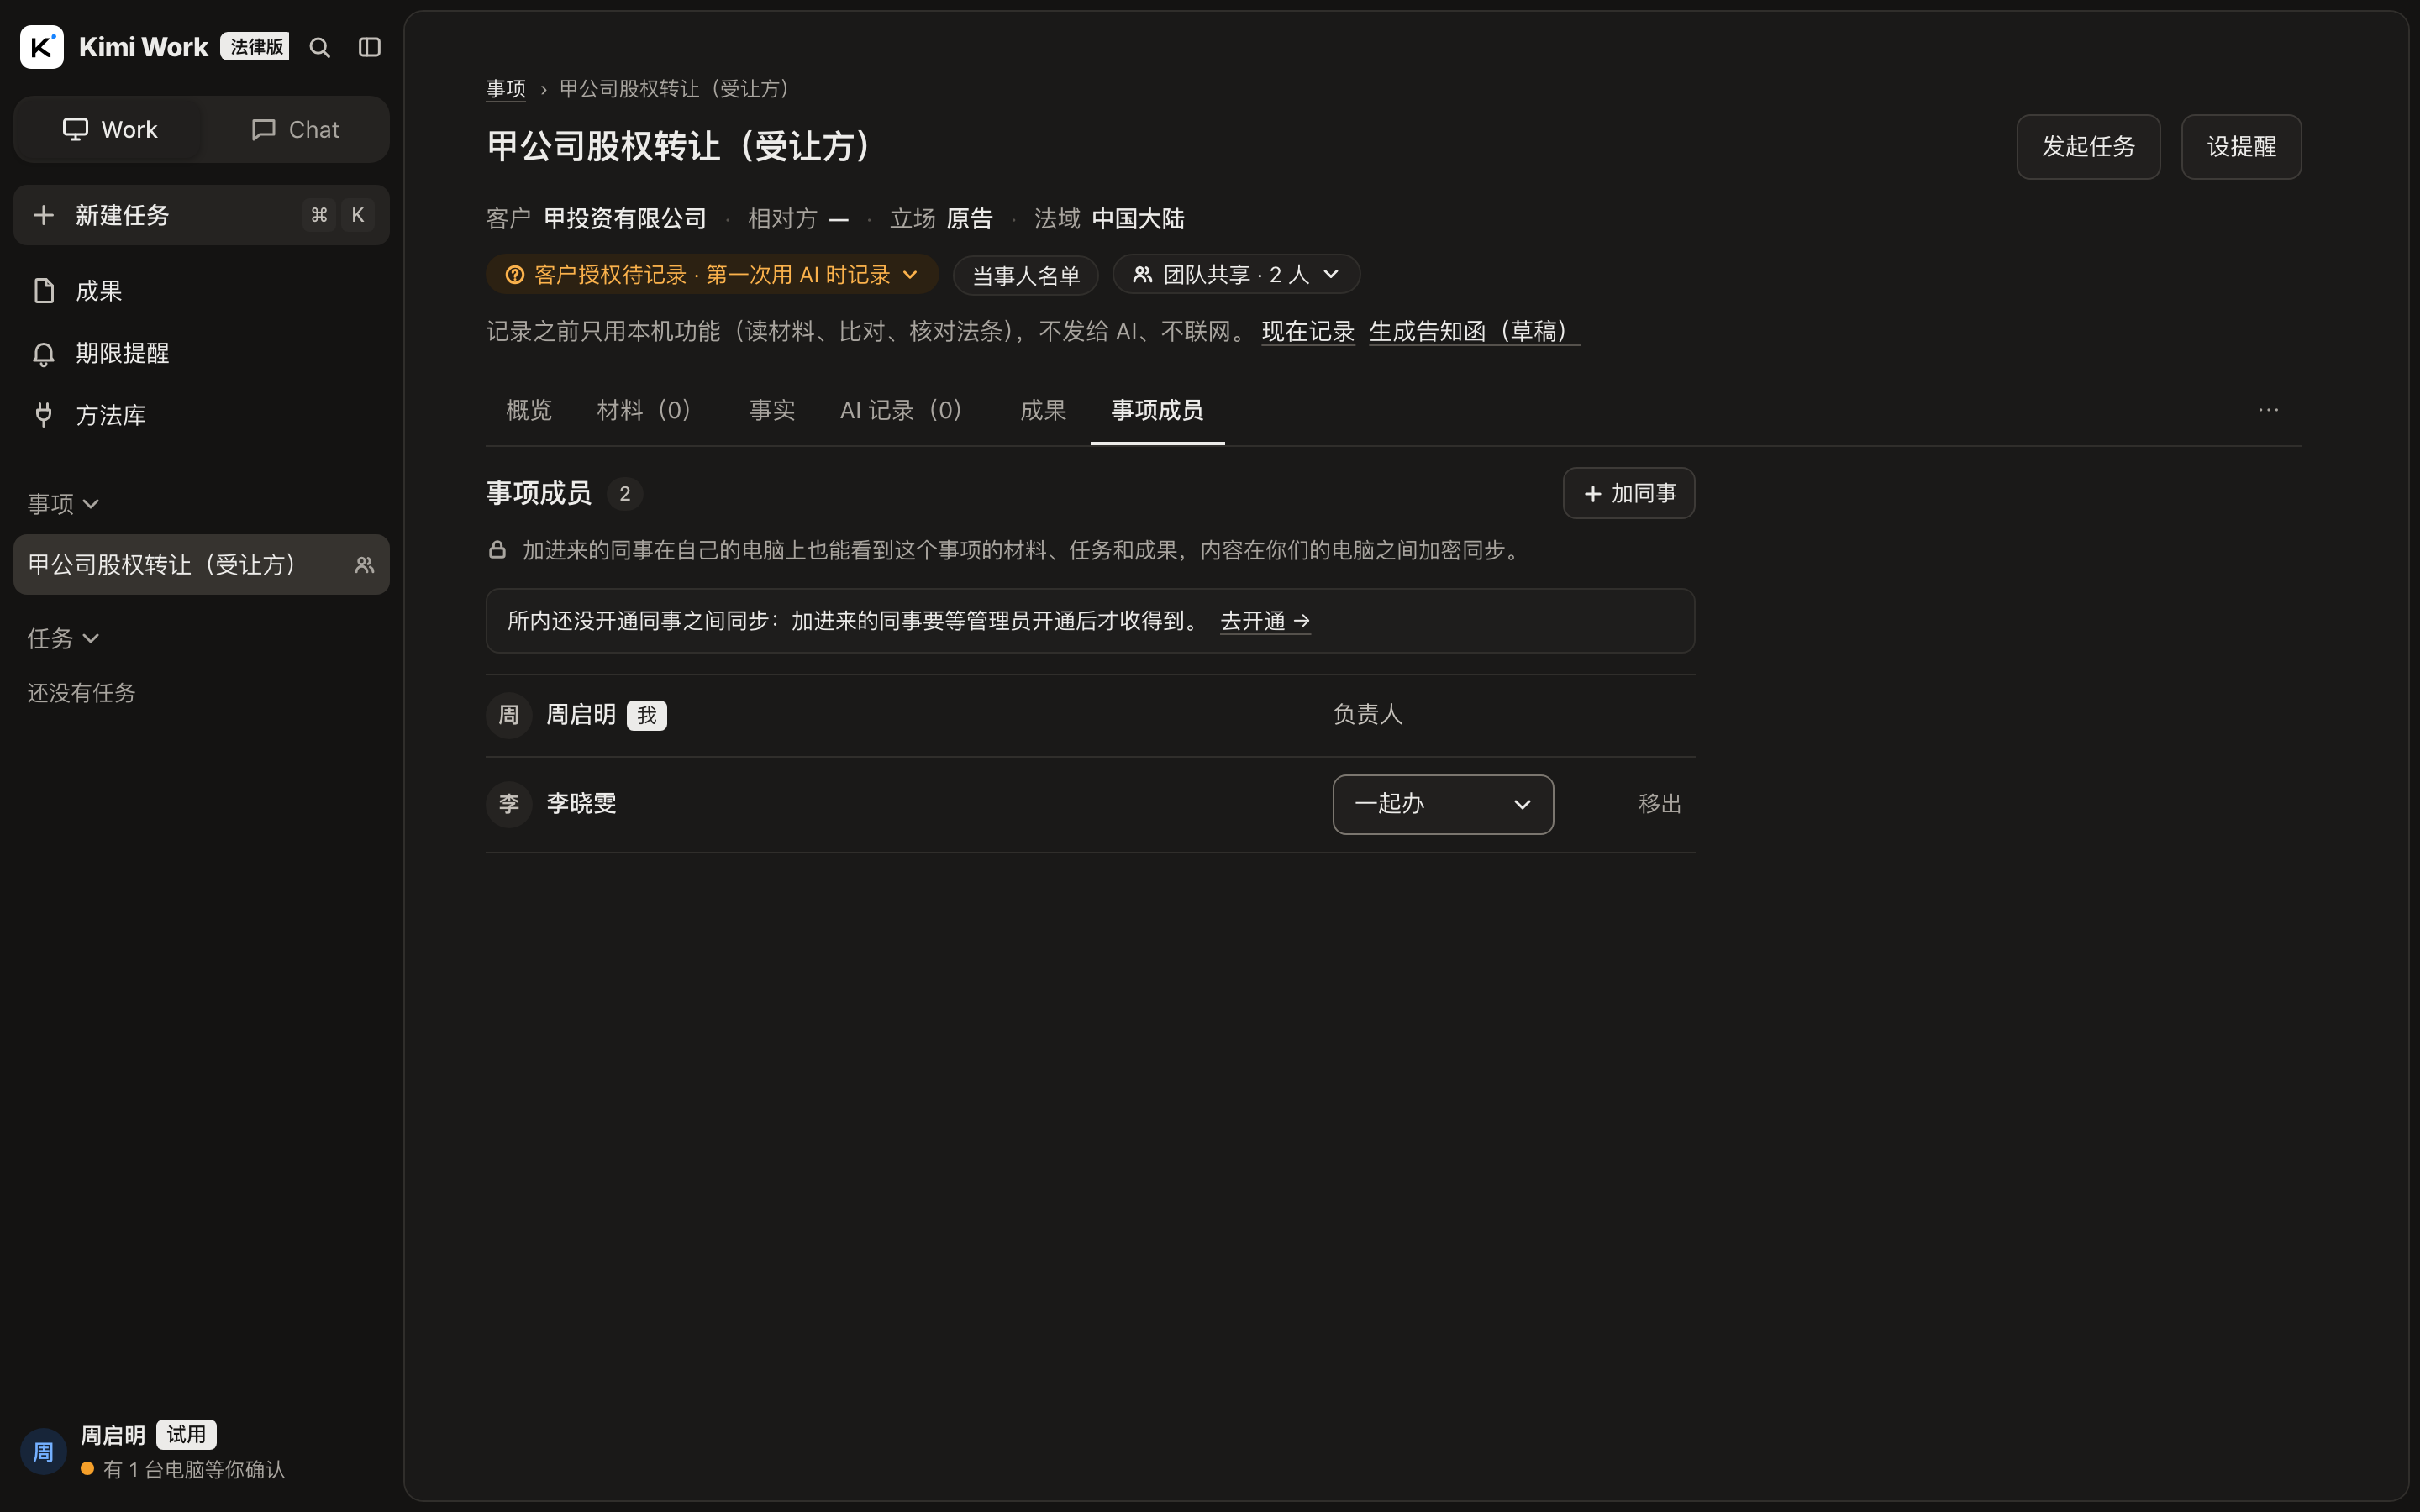 Kimi Work 法律版
Work Chat
新建任务 ⌘ K
成果
期限提醒
方法库
事项
甲公司股权转让（受让方）
任务
还没有任务
周 周启明 试用
有 1 台电脑等你确认
事项 › 甲公司股权转让（受让方）
甲公司股权转让（受让方）
发起任务 设提醒
客户 甲投资有限公司 · 相对方 — · 立场 原告 · 法域 中国大陆
客户授权待记录 · 第一次用 AI 时记录 当事人名单 团队共享 · 2 人
记录之前只用本机功能（读材料、比对、核对法条），不发给 AI、不联网。 现在记录 生成告知函（草稿）
概览 材料（0） 事实 AI 记录（0） 成果 事项成员 ···
事项成员 2 + 加同事
加进来的同事在自己的电脑上也能看到这个事项的材料、任务和成果，内容在你们的电脑之间加密同步。
所内还没开通同事之间同步：加进来的同事要等管理员开通后才收得到。 去开通 →
周 周启明 我 负责人
李 李晓雯 一起办 移出